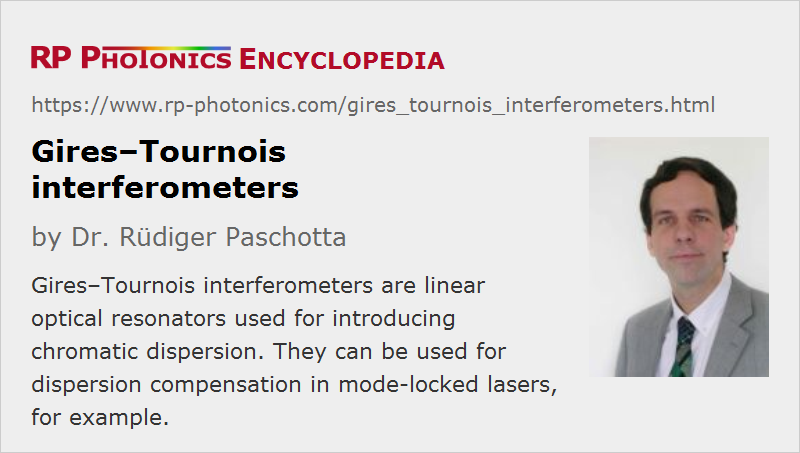 RP PHOTONICS ENCYCLOPEDIA
https://www.rp-photonics.com/gires_tournois_interferometers.html
Gires–Tournois
interferometers
by Dr. Rüdiger Paschotta
Gires–Tournois interferometers are linear
optical resonators used for introducing
chromatic dispersion. They can be used for
dispersion compensation in mode-locked lasers,
for example.